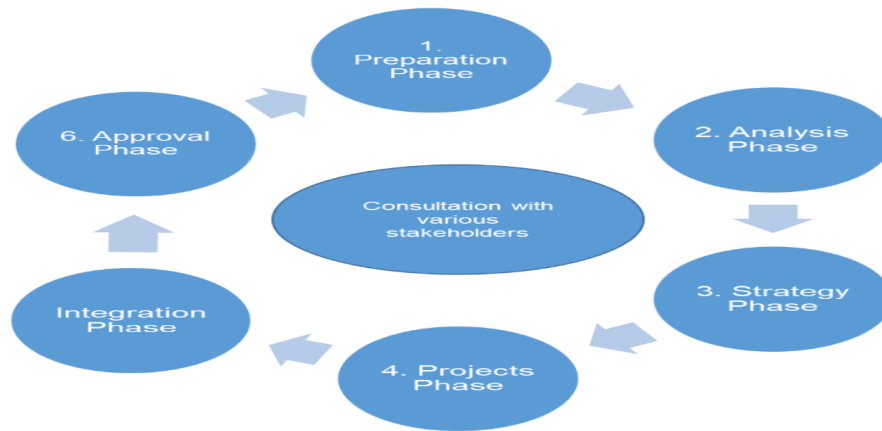 1.
Preparation
Phase
2. Analysis
Phase
3. Strategy
Phase
4. Projects
Phase
Integration
Phase
6. Approval
Phase
Consultation with
various
stakeholders